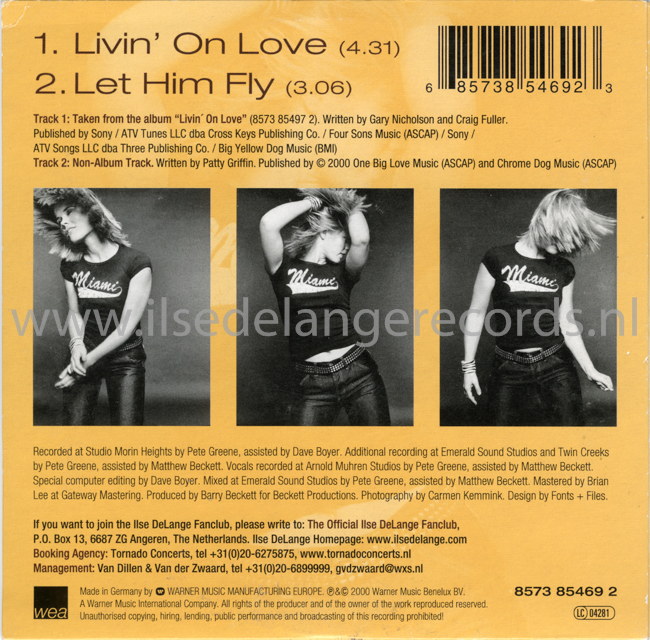 1. Livin' On Love (4.31)
2. Let Him Fly (3.06)
6 85738 54692 3
Track 1: Taken from the album "Livin´ On Love" (8573 85497 2). Written by Gary Nicholson and Craig Fuller.
Published by Sony / ATV Tunes LLC dba Cross Keys Publishing Co. / Four Sons Music (ASCAP) / Sony /
ATV Songs LLC dba Three Publishing Co. / Big Yellow Dog Music (BMI)
Track 2: Non-Album Track. Written by Patty Griffin. Published by © 2000 One Big Love Music (ASCAP) and Chrome Dog Music (ASCAP)
Miami
Miami
Miami
www.ilsedelangerecords.nl
Recorded at Studio Morin Heights by Pete Greene, assisted by Dave Boyer. Additional recording at Emerald Sound Studios and Twin Creeks
by Pete Greene, assisted by Matthew Beckett. Vocals recorded at Arnold Muhren Studios by Pete Greene, assisted by Matthew Beckett.
Special computer editing by Dave Boyer. Mixed at Emerald Sound Studios by Pete Greene, assisted by Matthew Beckett. Mastered by Brian
Lee at Gateway Mastering. Produced by Barry Beckett for Beckett Productions. Photography by Carmen Kemmink. Design by Fonts + Files.
If you want to join the Ilse DeLange Fanclub, please write to: The Official Ilse DeLange Fanclub,
P.O. Box 13, 6687 ZG Angeren, The Netherlands. Ilse DeLange Homepage: www.ilsedelange.com
Booking Agency: Tornado Concerts, tel +31(0)20-6275875, www.tornadoconcerts.nl
Management: Van Dillen & Van der Zwaard, tel +31(0)20-6899999, gvdzwaard@wxs.nl
wea
Made in Germany by WARNER MUSIC MANUFACTURING EUROPE. ℗&© 2000 Warner Music Benelux BV.
A Warner Music International Company. All rights of the producer and of the owner of the work reproduced reserved.
Unauthorised copying, hiring, lending, public performance and broadcasting of this recording prohibited!
8573 85469 2
LC 04281